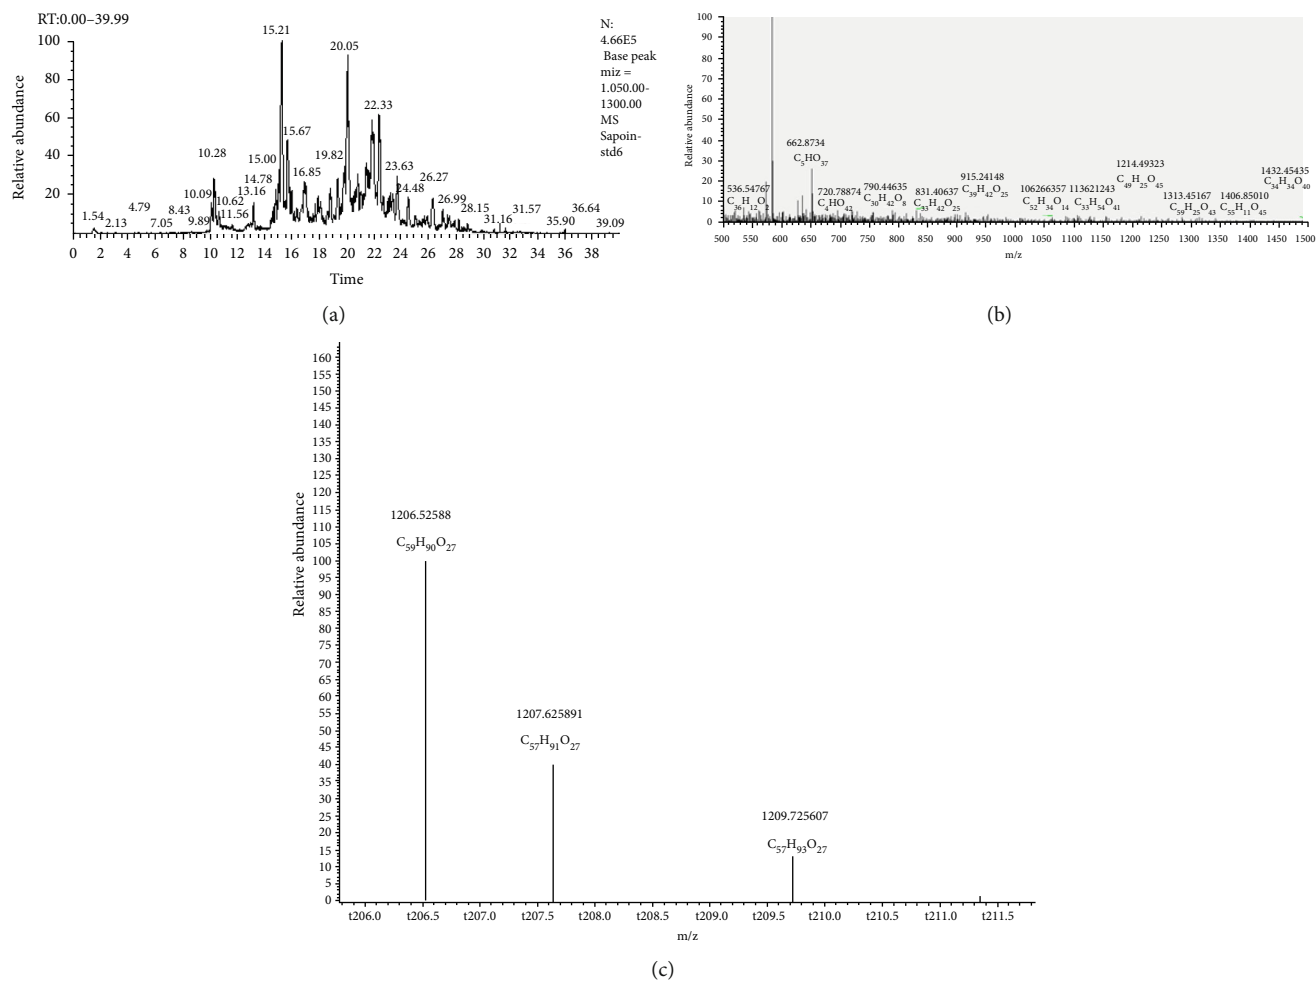 RT:0.00–39.99
N:
4.66E5
Base peak
miz =
1.050.00-
1300.00
MS
Sapoin-
std6
Relative abundance
100
80
60
40
20
15.21
20.05
22.33
15.67
10.28
15.00
19.82
14.78
16.85
23.63
13.16
24.48
26.27
10.09
10.62
26.99
11.56
9.89
28.15
1.54
2.13
4.79
7.05
8.43
31.16
31.57
35.90
36.64
39.09
0 2 4 6 8 10 12 14 16 18 20 22 24 26 28 30 32 34 36 38
Time
(a)
Relative abundance
100
90
80
70
60
50
40
30
20
10
0
662.8734
C5HO37
536.54767
C36H12O2
720.78874
C4HO42
790.44635
C30H42O8
831.40637
C33H42O25
915.24148
C39H42O25
106266357
C52H34O14
113621243
C33H54O41
1214.49323
C49H25O45
1313.45167
C59H25O43
1406.85010
C55H11O45
1432.45435
C34H34O40
500 550 600 650 700 750 800 850 900 950 1000 1050 1100 1150 1200 1250 1300 1350 1400 1450 1500
m/z
(b)
Relative abundance
160
155
150
145
140
135
130
125
120
115
110
105
100
95
90
85
80
75
70
65
60
55
50
45
40
35
30
25
20
15
10
5
0
1206.52588
C59H90O27
1207.625891
C57H91O27
1209.725607
C57H93O27
t206.0 t206.5 t207.0 t207.5 t208.0 t208.5 t209.0 t209.5 t210.0 t210.5 t211.0 t211.5
m/z
(c)